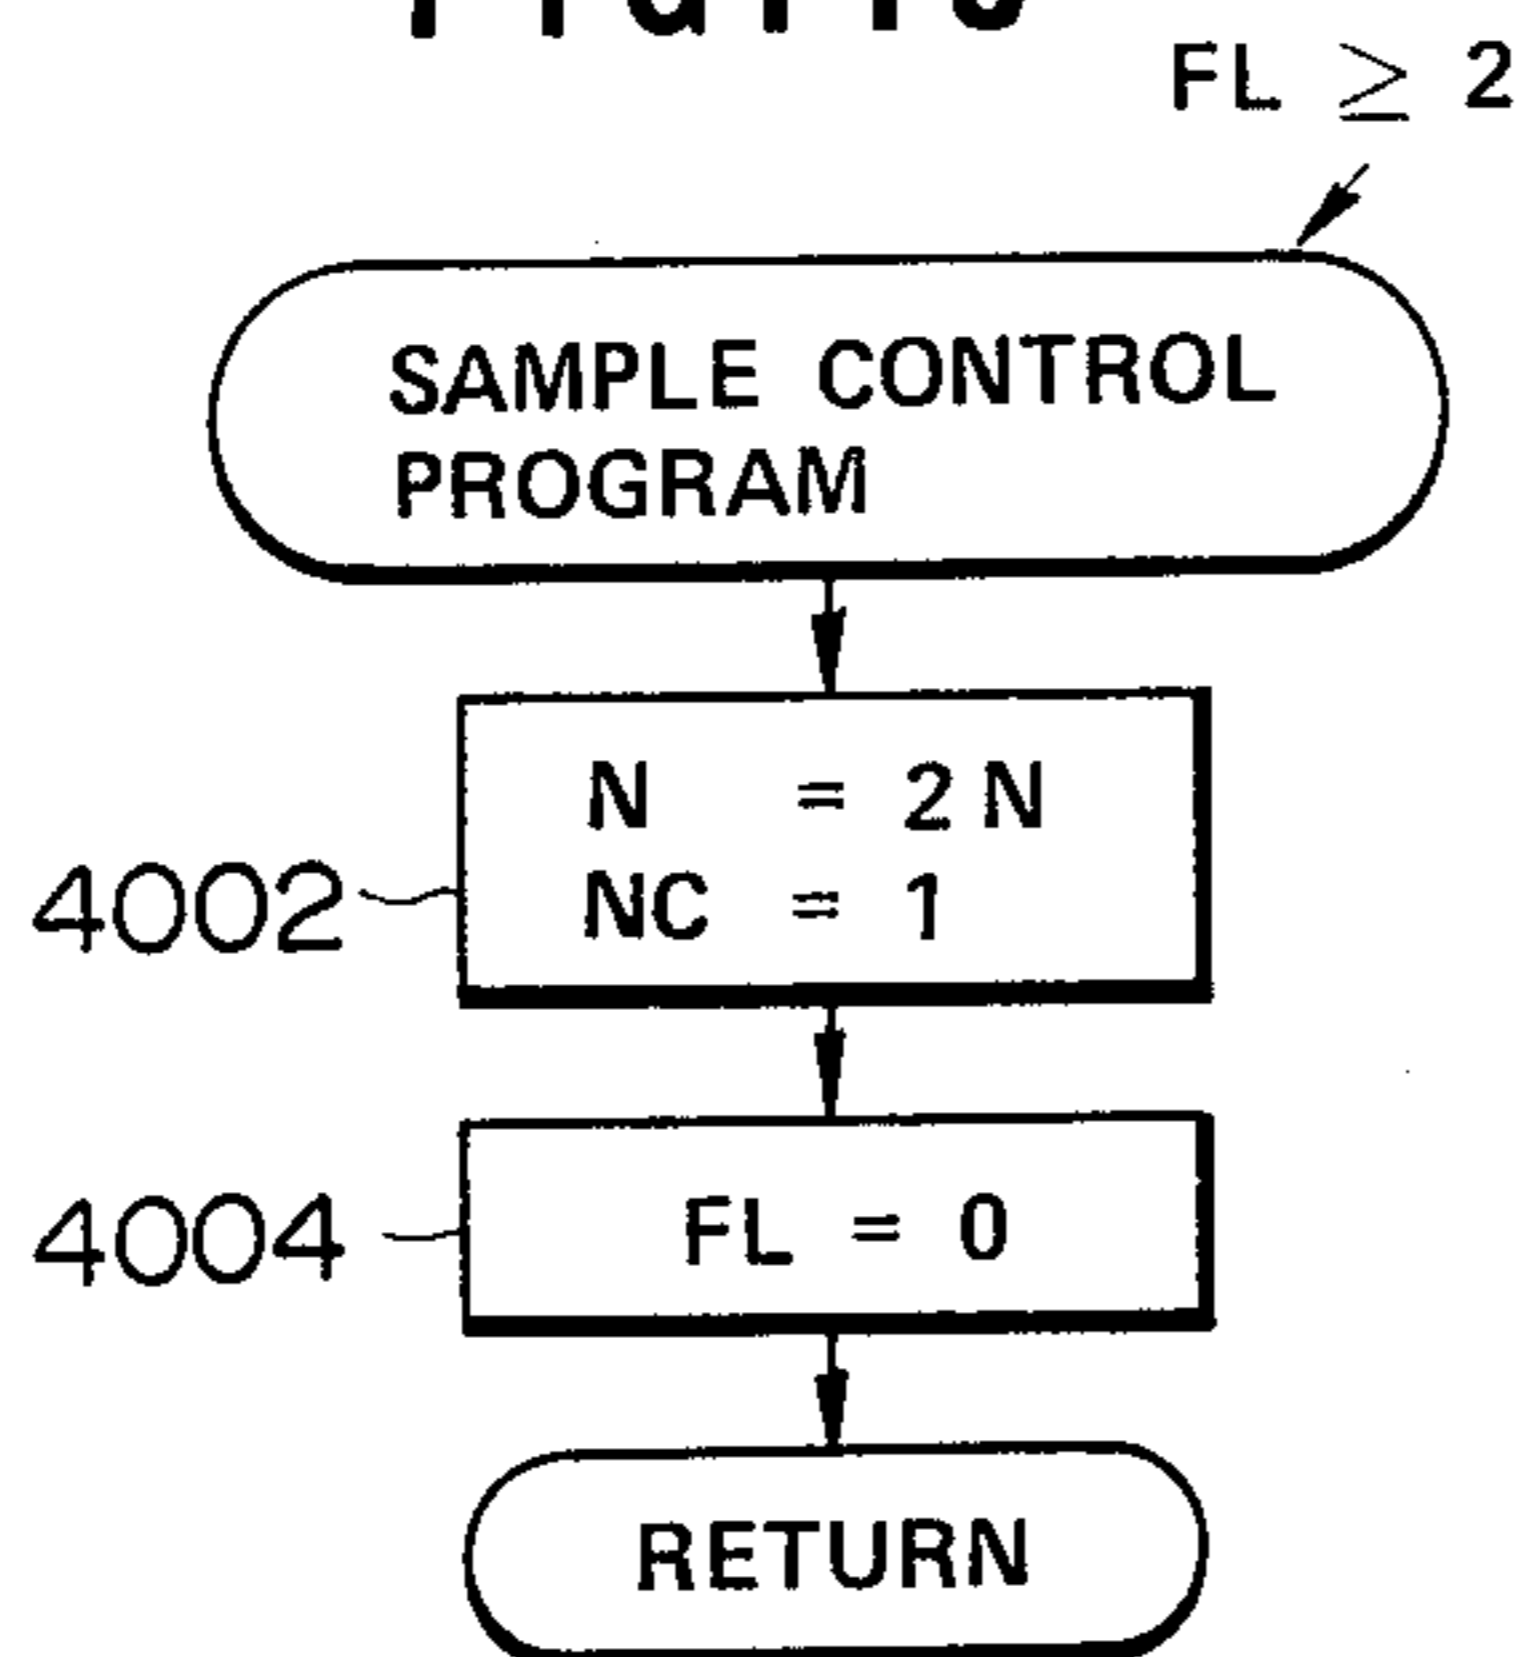 FL ≥ 2
SAMPLE CONTROL
PROGRAM
N = 2N
NC = 1
4002
FL = 0
4004
RETURN